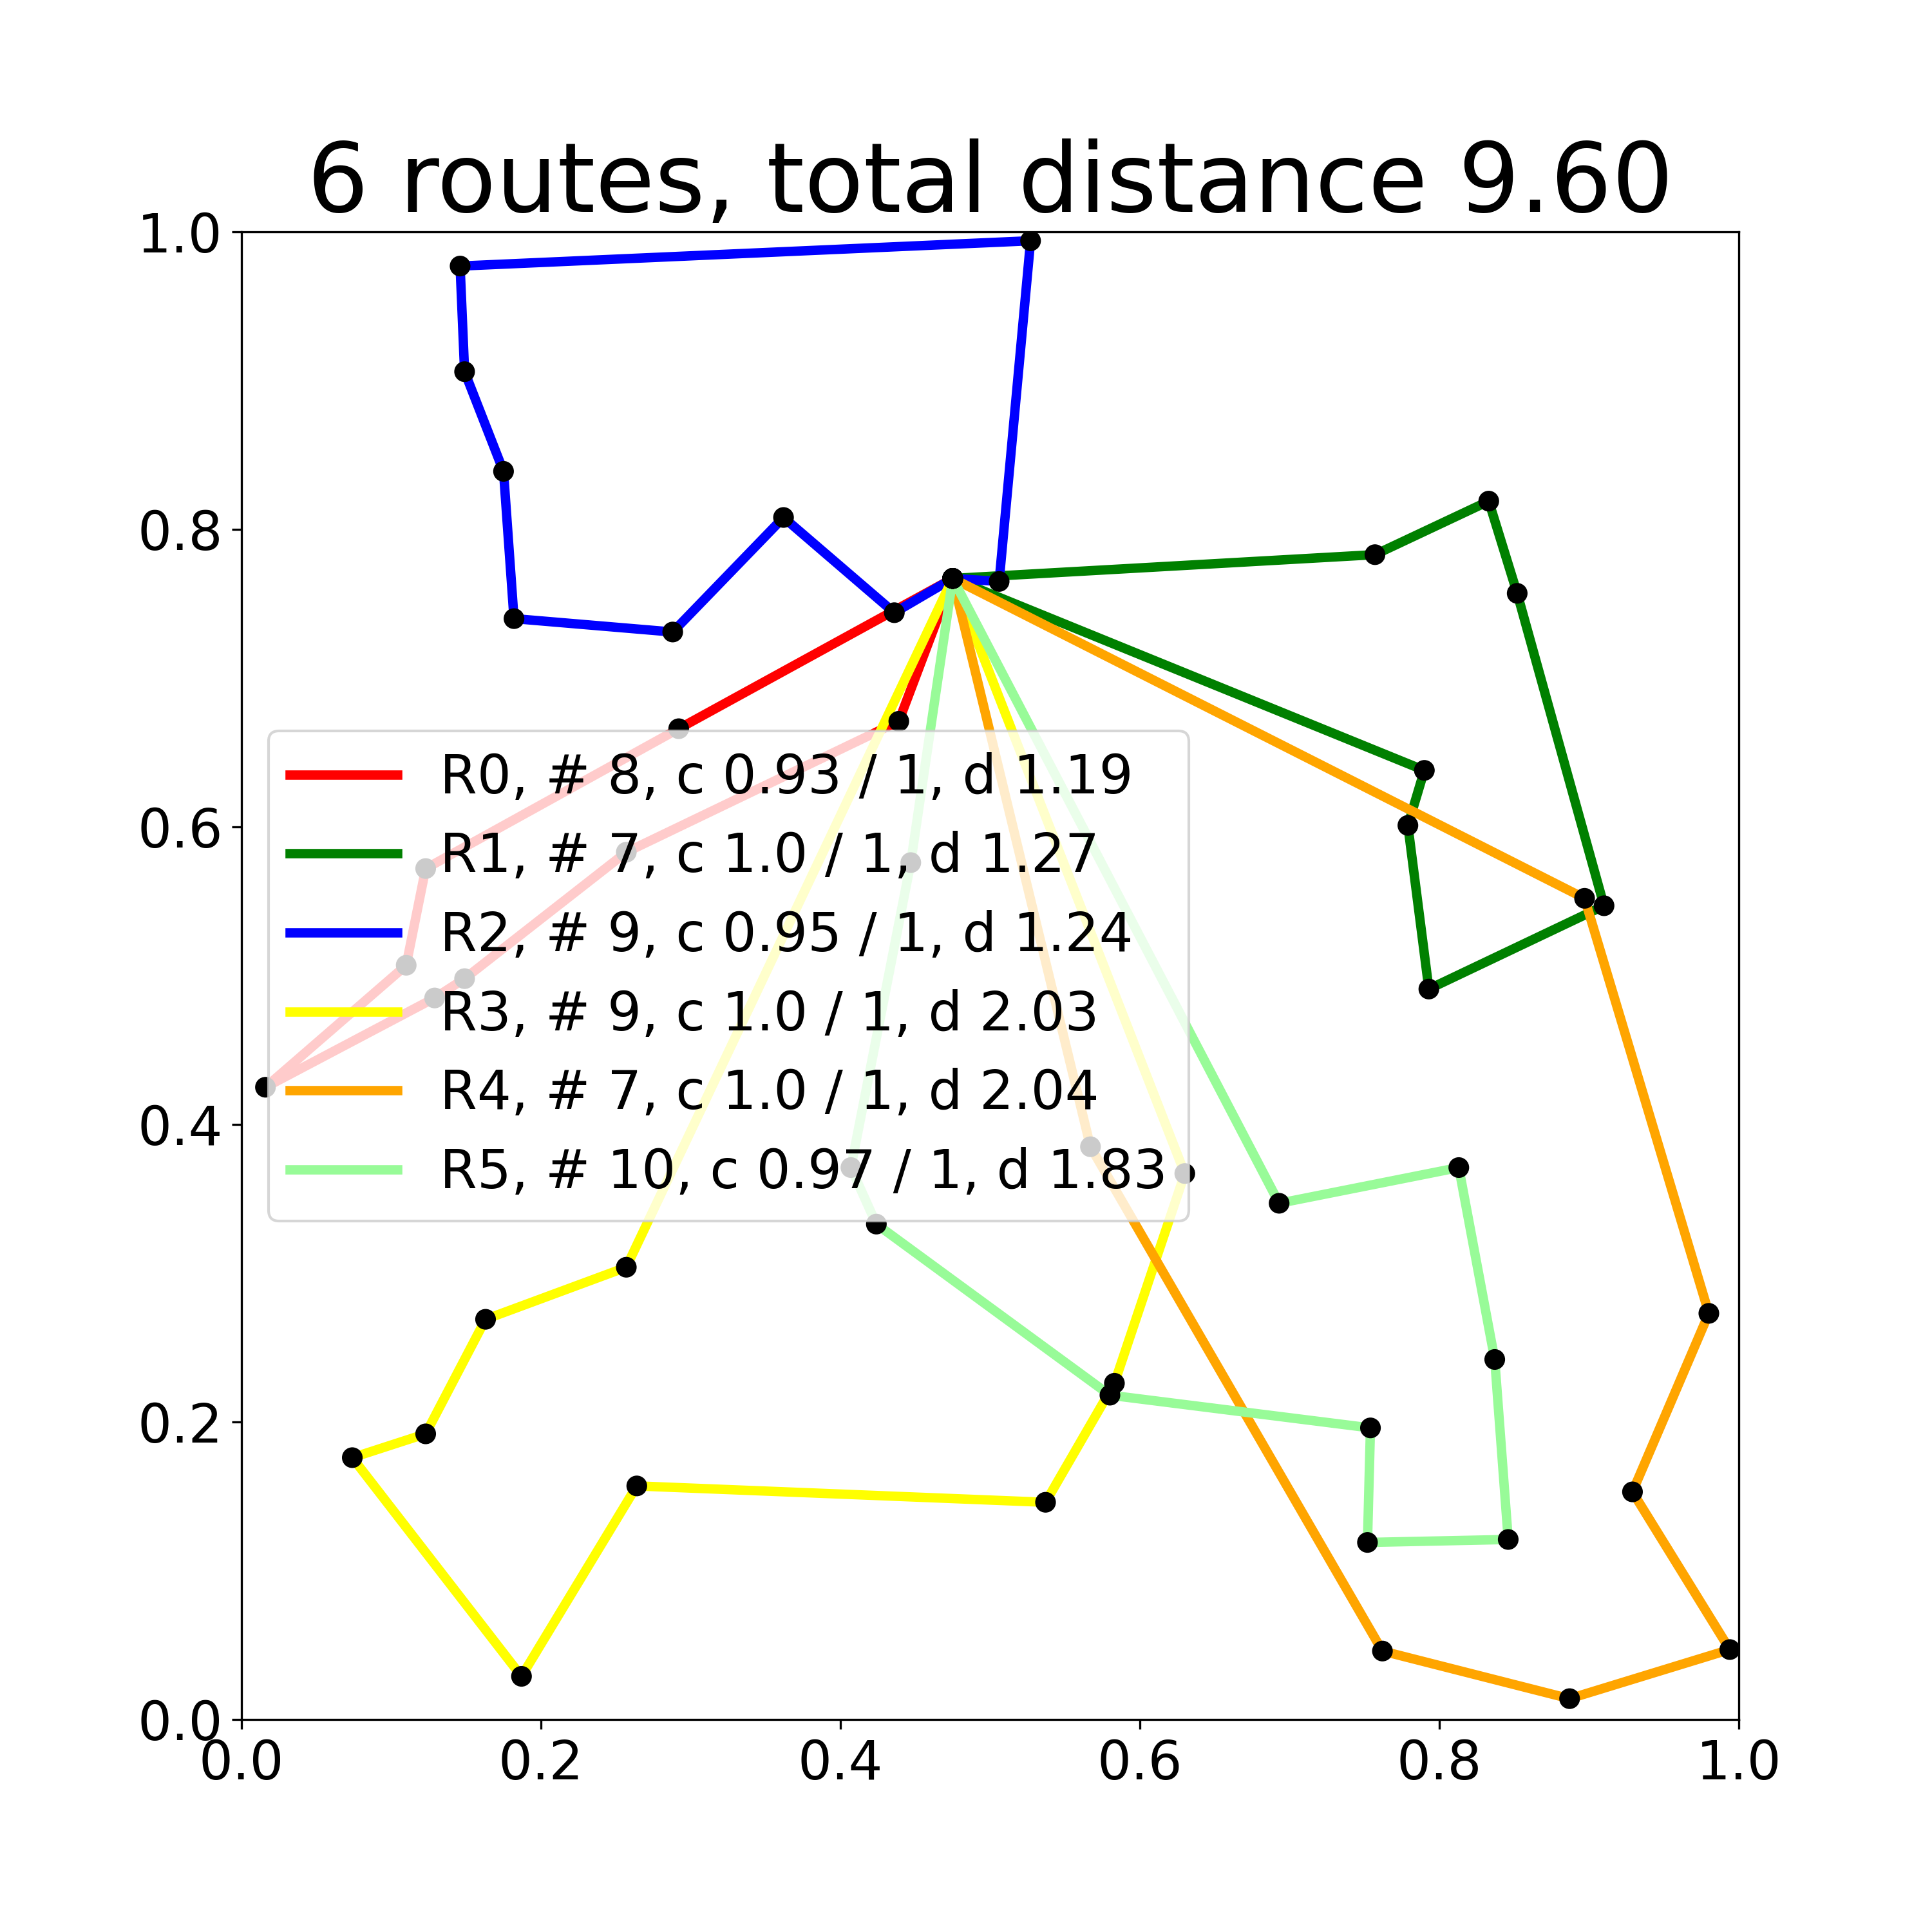 6 routes, total distance 9.60
1.0
0.8
0.6
0.4
0.2
0.0
R0, # 8, c 0.93 / 1, d 1.19
R1, # 7, c 1.0 / 1, d 1.27
R2, # 9, c 0.95 / 1, d 1.24
R3, # 9, c 1.0 / 1, d 2.03
R4, # 7, c 1.0 / 1, d 2.04
R5, # 10, c 0.97 / 1, d 1.83
0.0 0.2 0.4 0.6 0.8 1.0